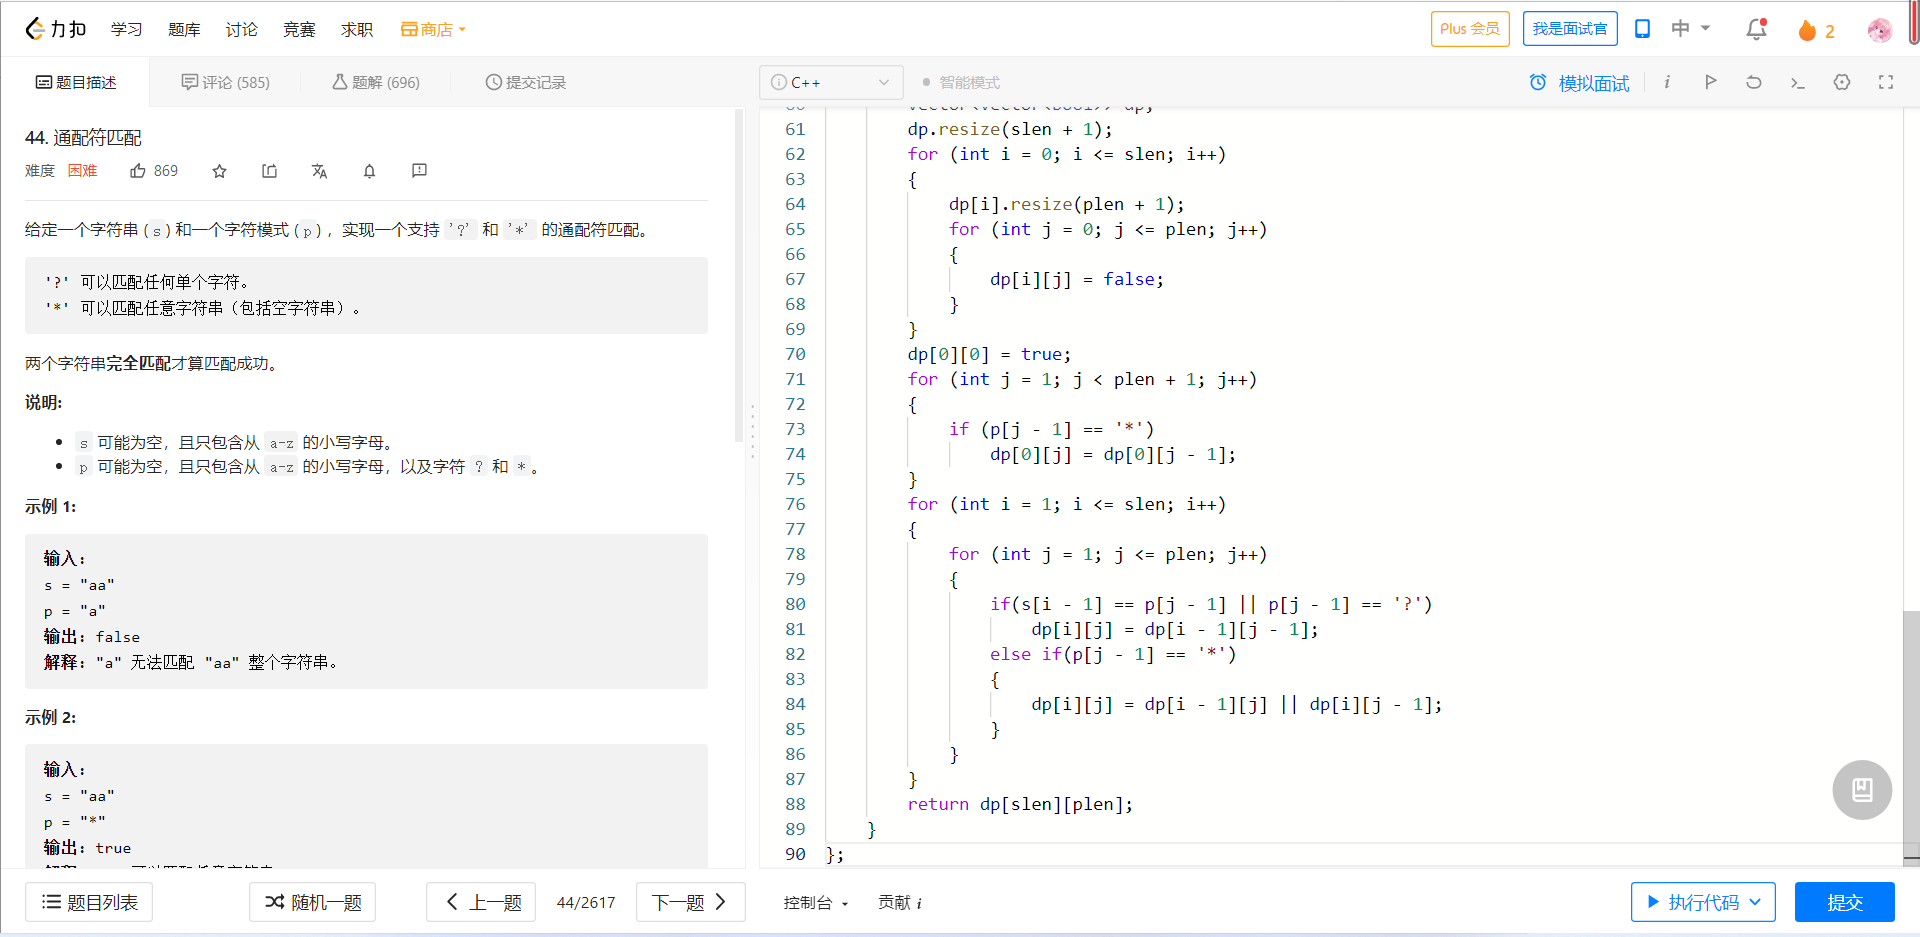 力扣 学习 题库 讨论 竞赛 求职 商店 Plus 会员 我是面试官 中 2
题目描述 评论 (585) 题解 (696) 提交记录
C++ 智能模式 模拟面试 i
44. 通配符匹配
难度 困难 869
给定一个字符串 (s) 和一个字符模式 (p) ，实现一个支持 '?' 和 '*' 的通配符匹配。
'?' 可以匹配任何单个字符。
'*' 可以匹配任意字符串（包括空字符串）。
两个字符串完全匹配才算匹配成功。
说明:
• s 可能为空，且只包含从 a-z 的小写字母。
• p 可能为空，且只包含从 a-z 的小写字母，以及字符 ? 和 *。
示例 1:
输入:
s = "aa"
p = "a"
输出: false
解释: "a" 无法匹配 "aa" 整个字符串。
示例 2:
输入:
s = "aa"
p = "*"
输出: true
61 dp.resize(slen + 1);
62 for (int i = 0; i <= slen; i++)
63 {
64 dp[i].resize(plen + 1);
65 for (int j = 0; j <= plen; j++)
66 {
67 dp[i][j] = false;
68 }
69 }
70 dp[0][0] = true;
71 for (int j = 1; j < plen + 1; j++)
72 {
73 if (p[j - 1] == '*')
74 dp[0][j] = dp[0][j - 1];
75 }
76 for (int i = 1; i <= slen; i++)
77 {
78 for (int j = 1; j <= plen; j++)
79 {
80 if(s[i - 1] == p[j - 1] || p[j - 1] == '?')
81 dp[i][j] = dp[i - 1][j - 1];
82 else if(p[j - 1] == '*')
83 {
84 dp[i][j] = dp[i - 1][j] || dp[i][j - 1];
85 }
86 }
87 }
88 return dp[slen][plen];
89 }
90 };
题目列表 随机一题 上一题 44/2617 下一题 控制台 贡献 i 执行代码 提交